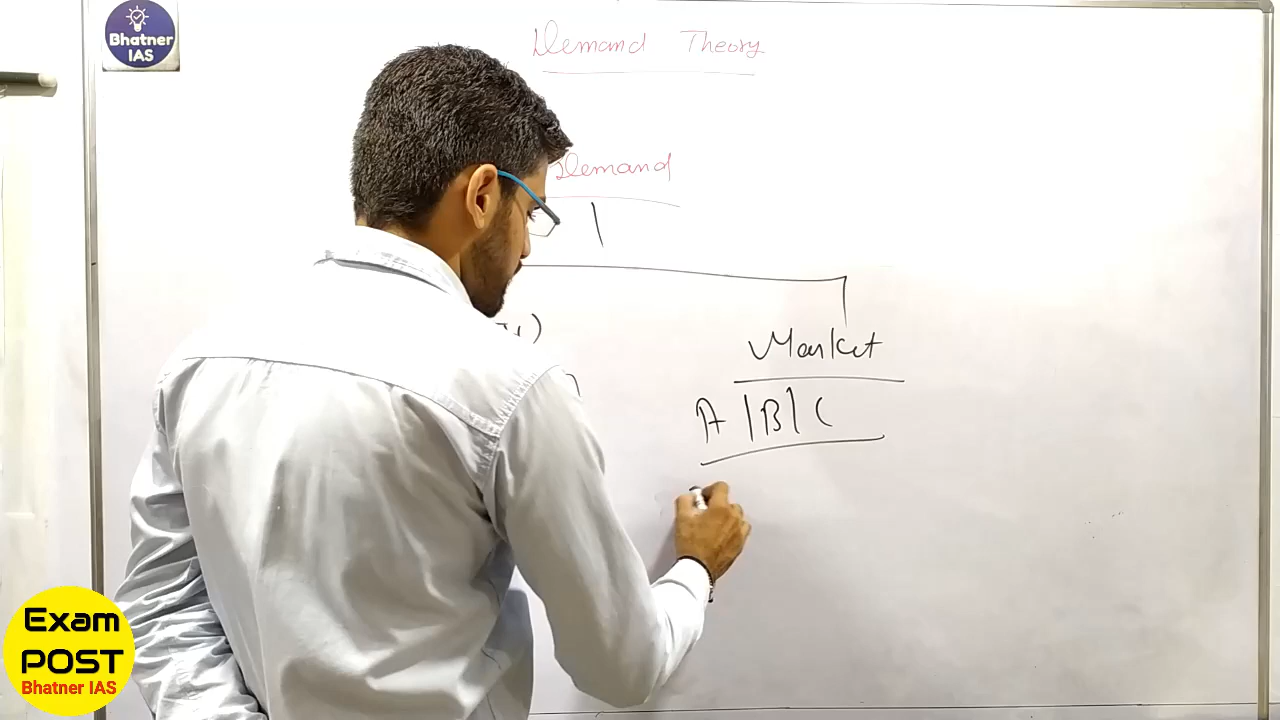 Bhatner
IAS
Demand Theory
Demand
Market
A | B | C
Exam
POST
Bhatner IAS